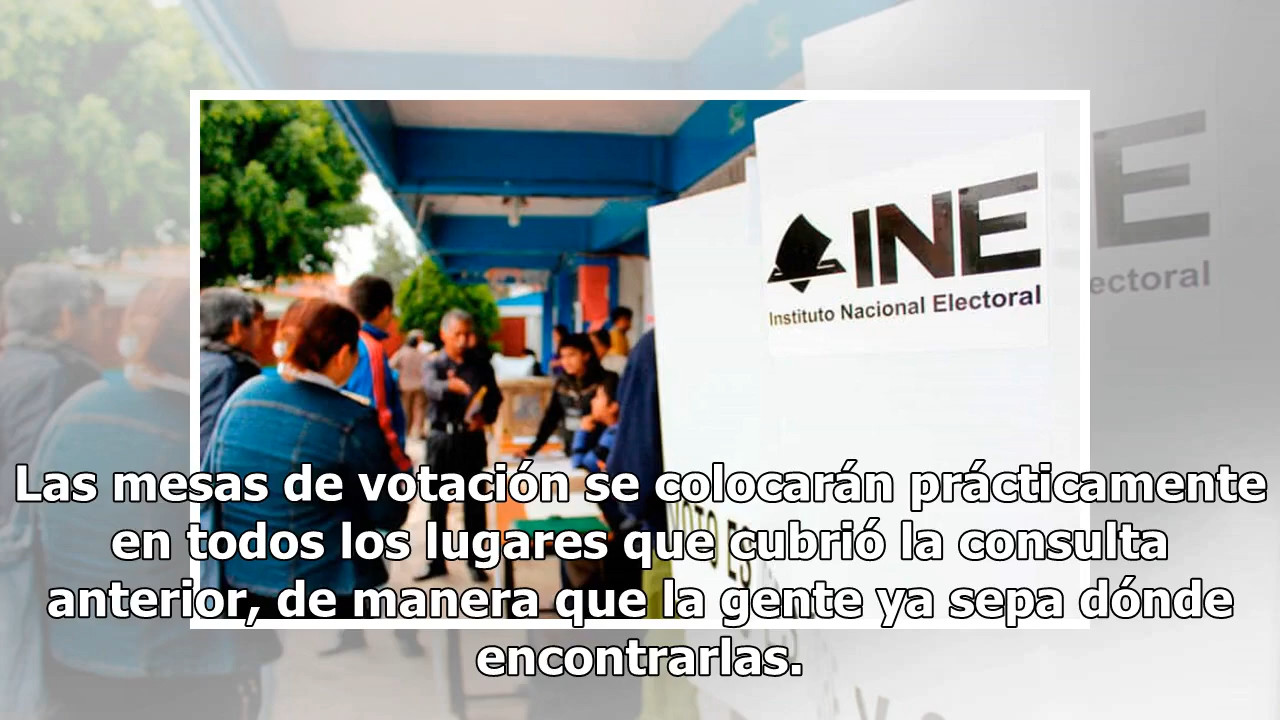 INE
Instituto Nacional Electoral
E
ectoral
Las mesas de votación se colocarán prácticamente
en todos los lugares que cubrió la consulta
anterior, de manera que la gente ya sepa dónde
encontrarlas.